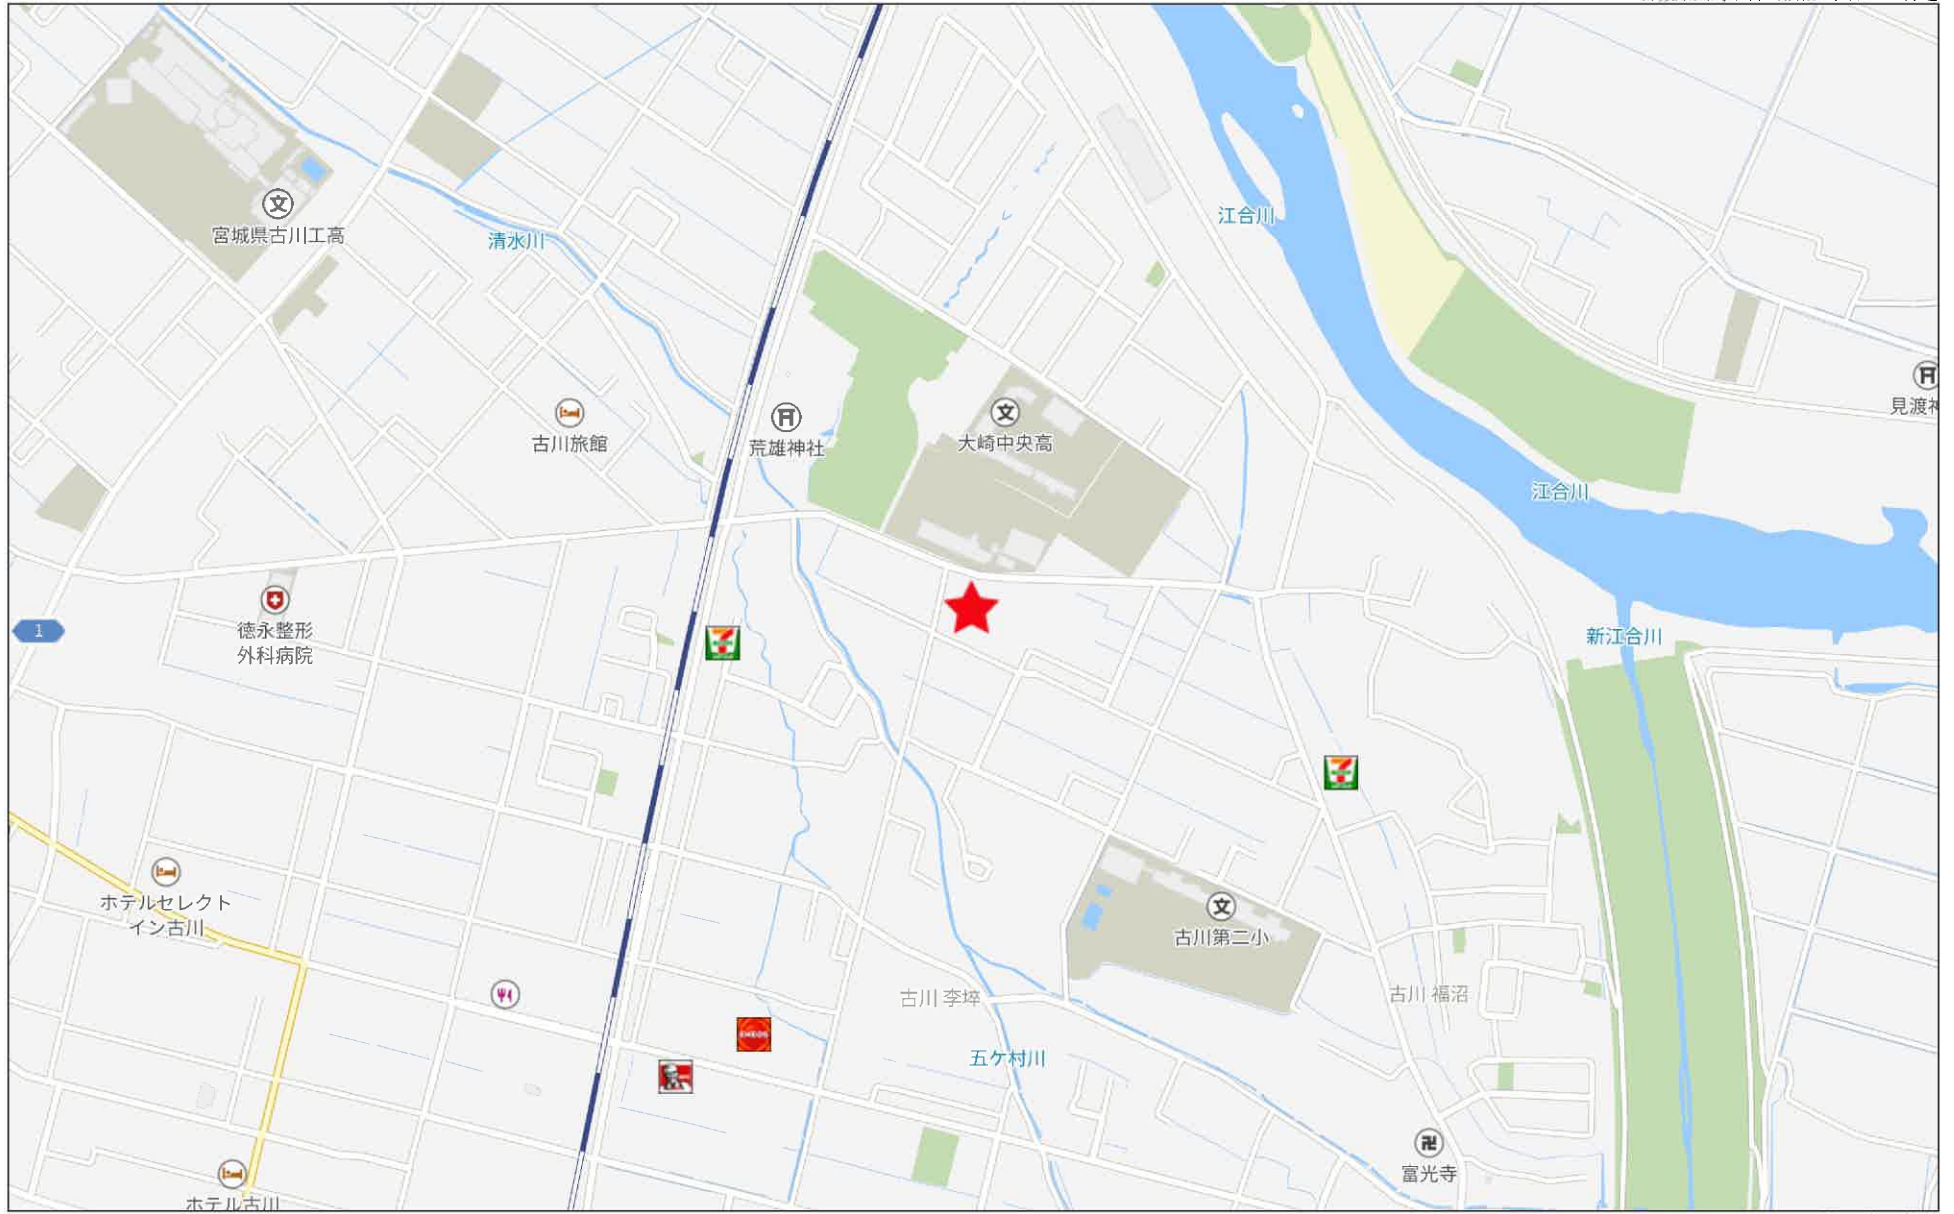 江合川
宮城県古川工高
清水川
見渡神
荒雄神社
大崎中央高
古川旅館
江合川
1
徳永整形
外科病院
新江合川
ホテルセレクト
イン古川
古川第二小
古川 李埣
古川 福沼
ENEOS
五ケ村川
富光寺
ホテル古川